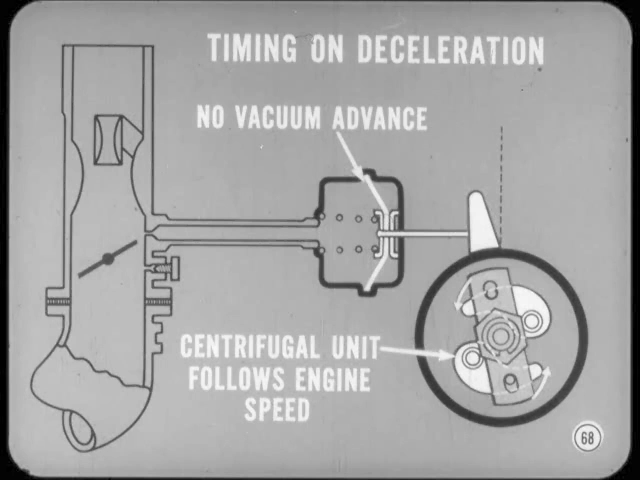 TIMING ON DECELERATION
NO VACUUM ADVANCE
CENTRIFUGAL UNIT
FOLLOWS ENGINE
SPEED
68